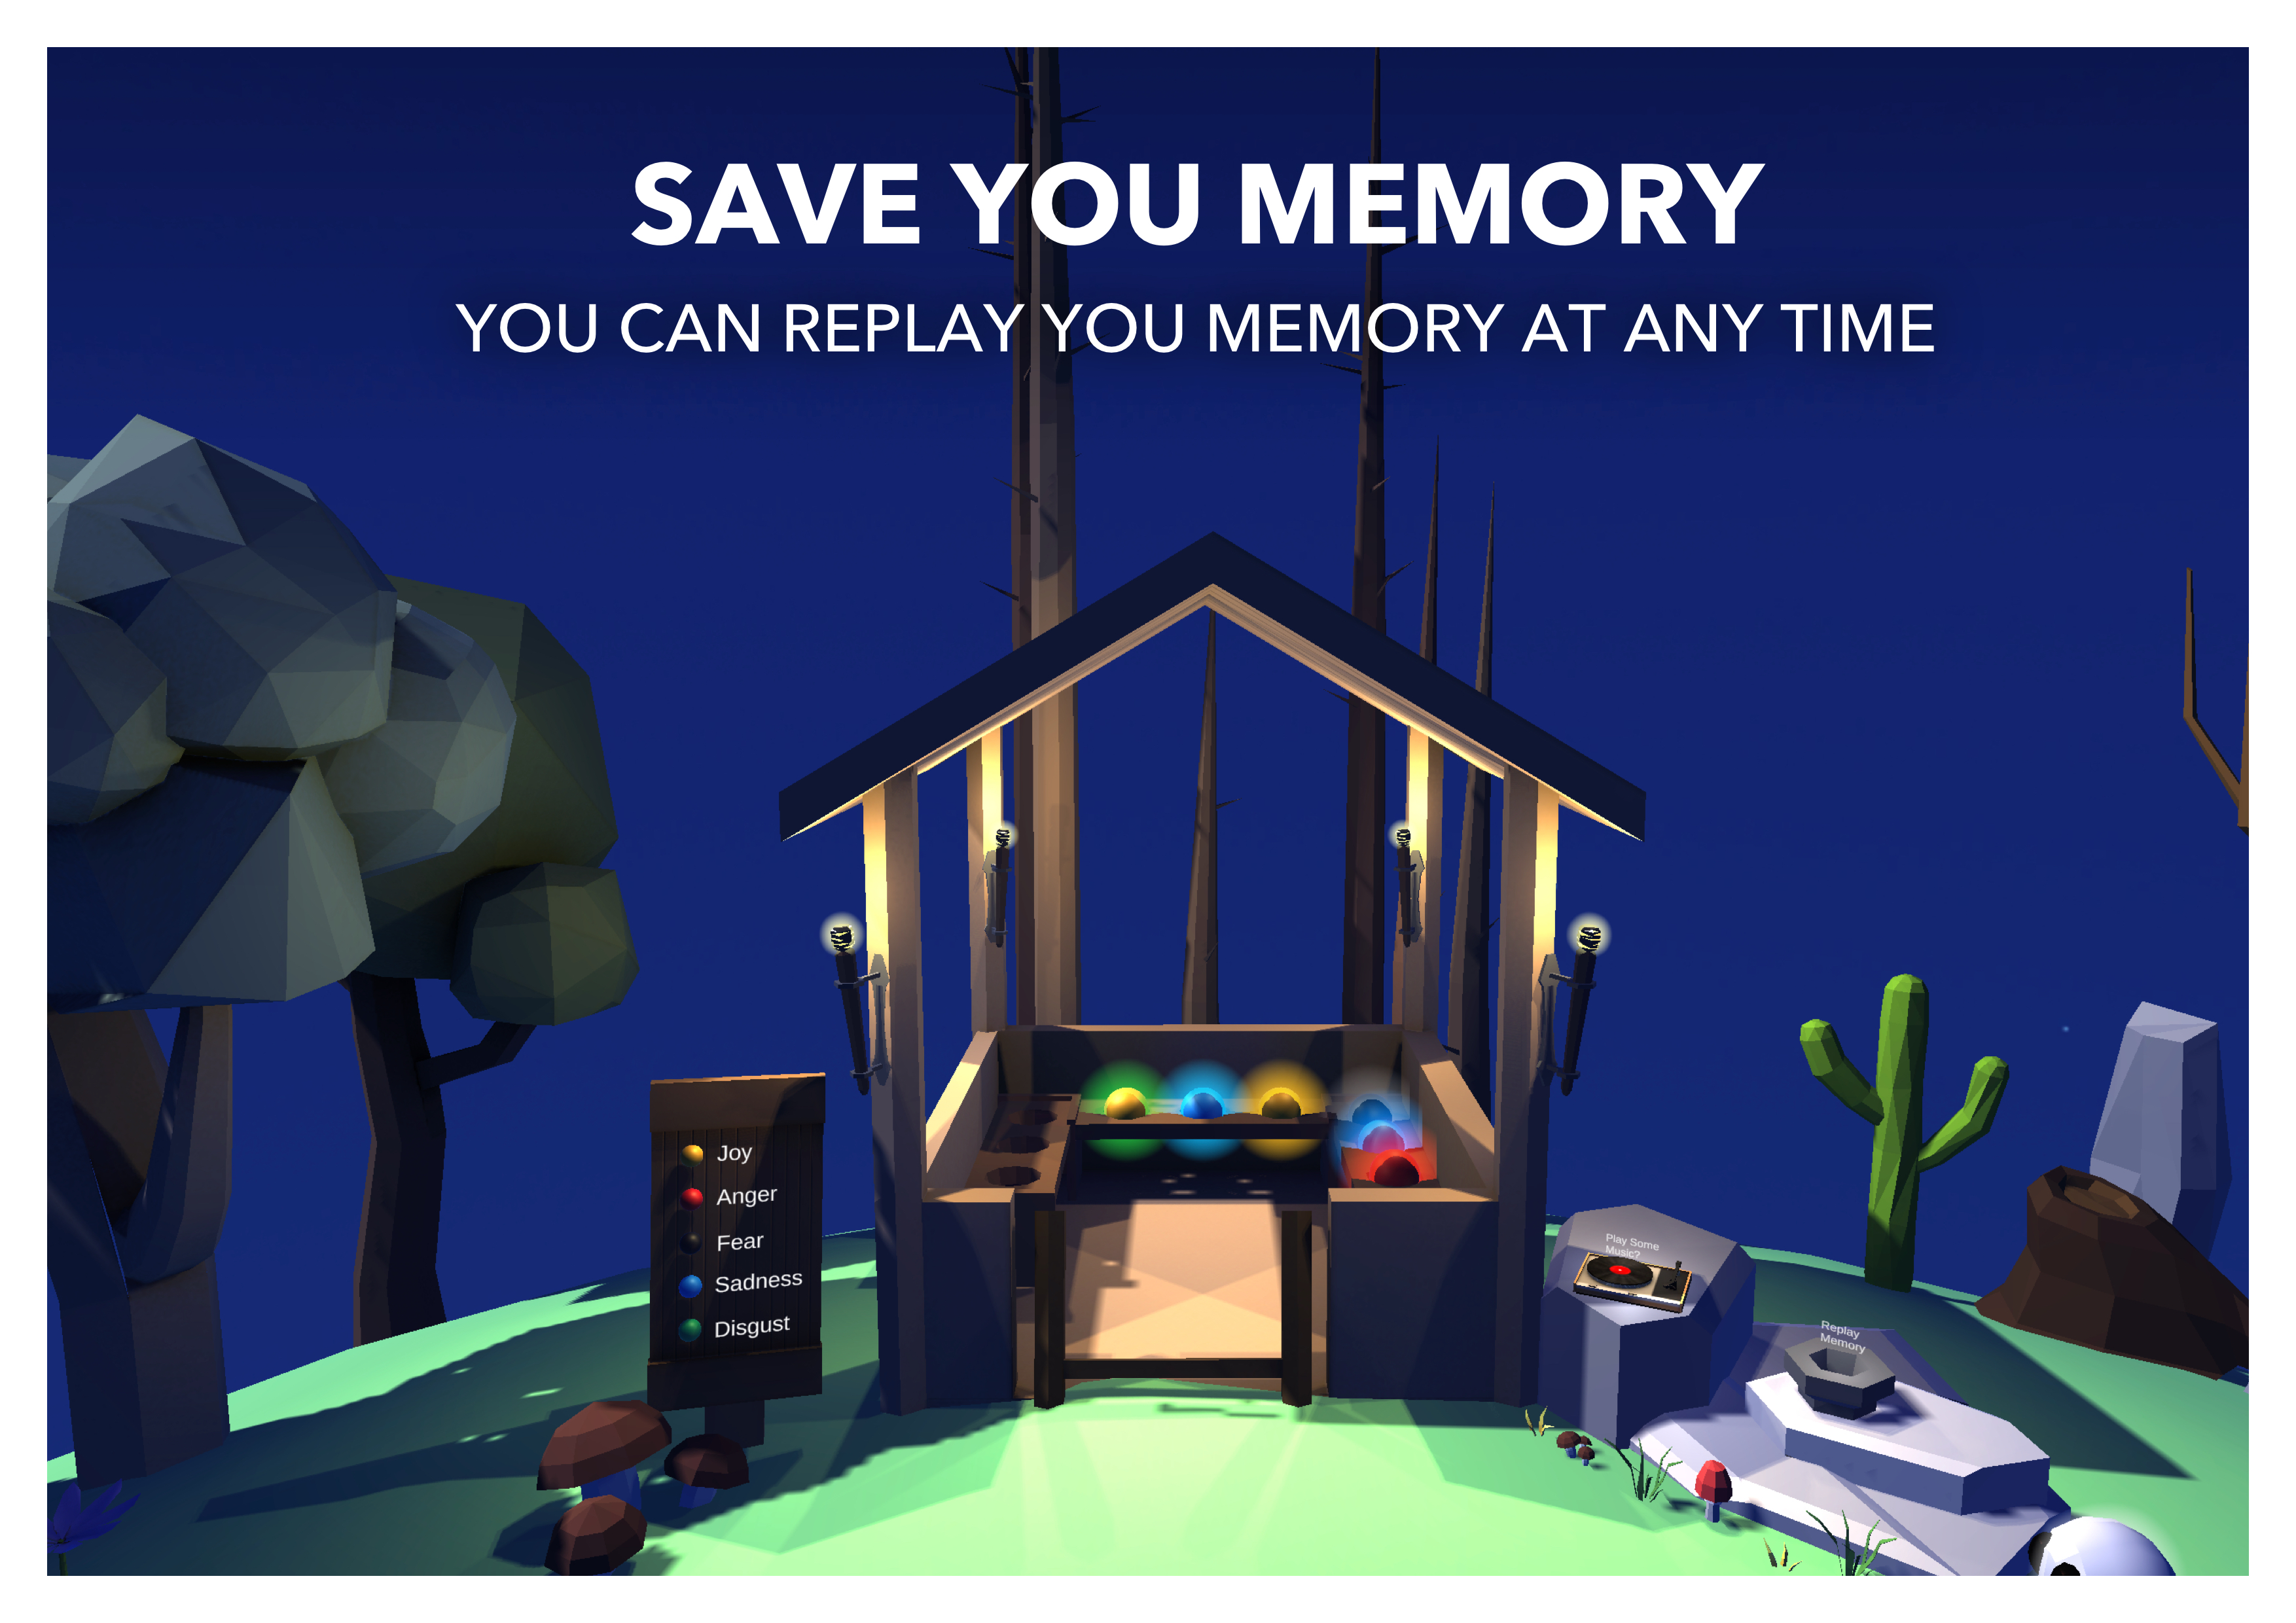 SAVE YOU MEMORY
YOU CAN REPLAY YOU MEMORY AT ANY TIME
Joy
Anger
Fear
Sadness
Disgust
Play Some
Music?
Replay
Memory